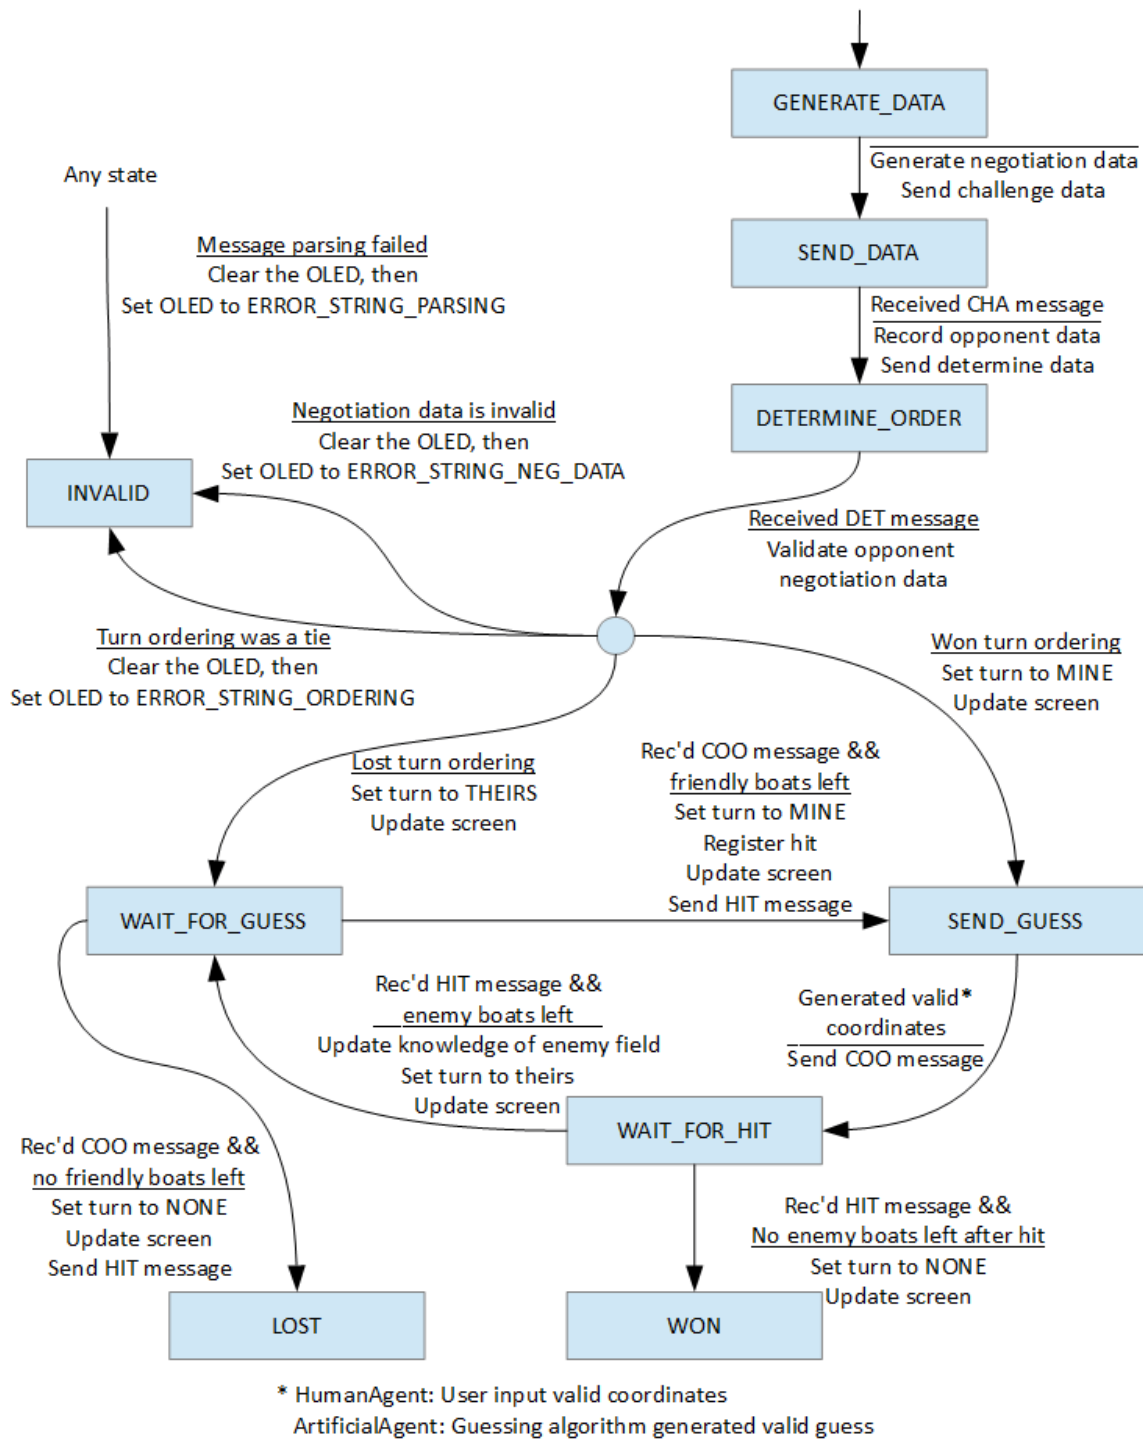 GENERATE_DATA
Generate negotiation data
Send challenge data
Any state
SEND_DATA
Message parsing failed
Clear the OLED, then
Set OLED to ERROR_STRING_PARSING
Received CHA message
Record opponent data
Send determine data
DETERMINE_ORDER
Negotiation data is invalid
Clear the OLED, then
Set OLED to ERROR_STRING_NEG_DATA
INVALID
Received DET message
Validate opponent
negotiation data
Turn ordering was a tie
Clear the OLED, then
Set OLED to ERROR_STRING_ORDERING
Won turn ordering
Set turn to MINE
Update screen
Lost turn ordering
Set turn to THEIRS
Update screen
Rec'd COO message &&
friendly boats left
Set turn to MINE
Register hit
Update screen
Send HIT message
WAIT_FOR_GUESS
SEND_GUESS
Rec'd HIT message &&
enemy boats left
Update knowledge of enemy field
Set turn to theirs
Update screen
Generated valid*
coordinates
Send COO message
WAIT_FOR_HIT
Rec'd COO message &&
no friendly boats left
Set turn to NONE
Update screen
Send HIT message
Rec'd HIT message &&
No enemy boats left after hit
Set turn to NONE
Update screen
LOST
WON
* HumanAgent: User input valid coordinates
ArtificialAgent: Guessing algorithm generated valid guess